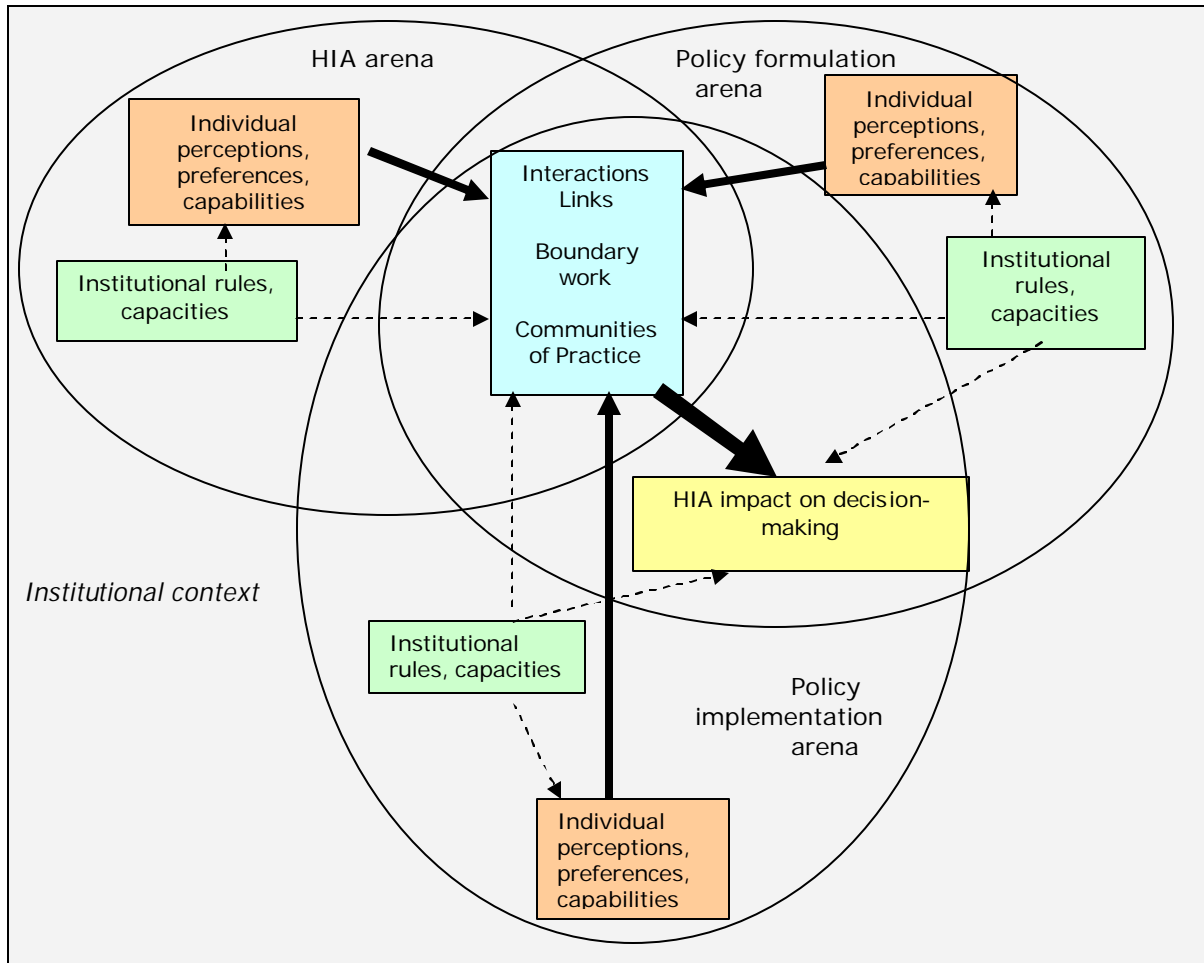 HIA arena
Policy formulation
arena
Individual
perceptions,
preferences,
capabilities
Individual
perceptions,
preferences,
capabilities
Interactions
Links
Boundary
work
Communities
of Practice
Institutional rules,
capacities
Institutional
rules,
capacities
HIA impact on decision-
making
Institutional context
Institutional
rules, capacities
Policy
implementation
arena
Individual
perceptions,
preferences,
capabilities